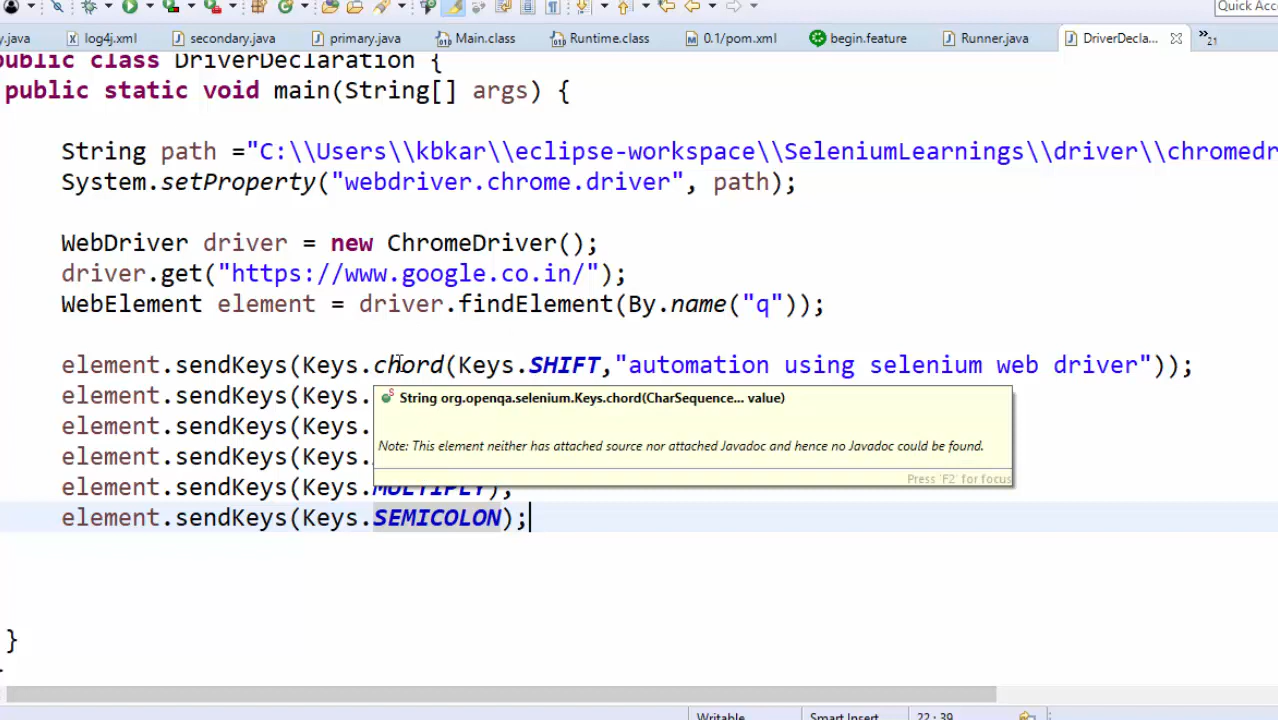 Quick Acc
y.java log4j.xml secondary.java primary.java Main.class Runtime.class 0.1/pom.xml begin.feature Runner.java DriverDecla... »21
public class DriverDeclaration {
public static void main(String[] args) {
String path ="C:\\Users\\kbkar\\eclipse-workspace\\SeleniumLearnings\\driver\\chromedr
System.setProperty("webdriver.chrome.driver", path);
WebDriver driver = new ChromeDriver();
driver.get("https://www.google.co.in/");
WebElement element = driver.findElement(By.name("q"));
element.sendKeys(Keys.chord(Keys.SHIFT,"automation using selenium web driver"));
element.sendKeys(Keys.
String org.openqa.selenium.Keys.chord(CharSequence... value)
element.sendKeys(Keys.
Note: This element neither has attached source nor attached Javadoc and hence no Javadoc could be found.
element.sendKeys(Keys.
Press 'F2' for focus
element.sendKeys(Keys.MULTIPLY);
element.sendKeys(Keys.SEMICOLON);
}
Writable Smart Insert 22 : 39